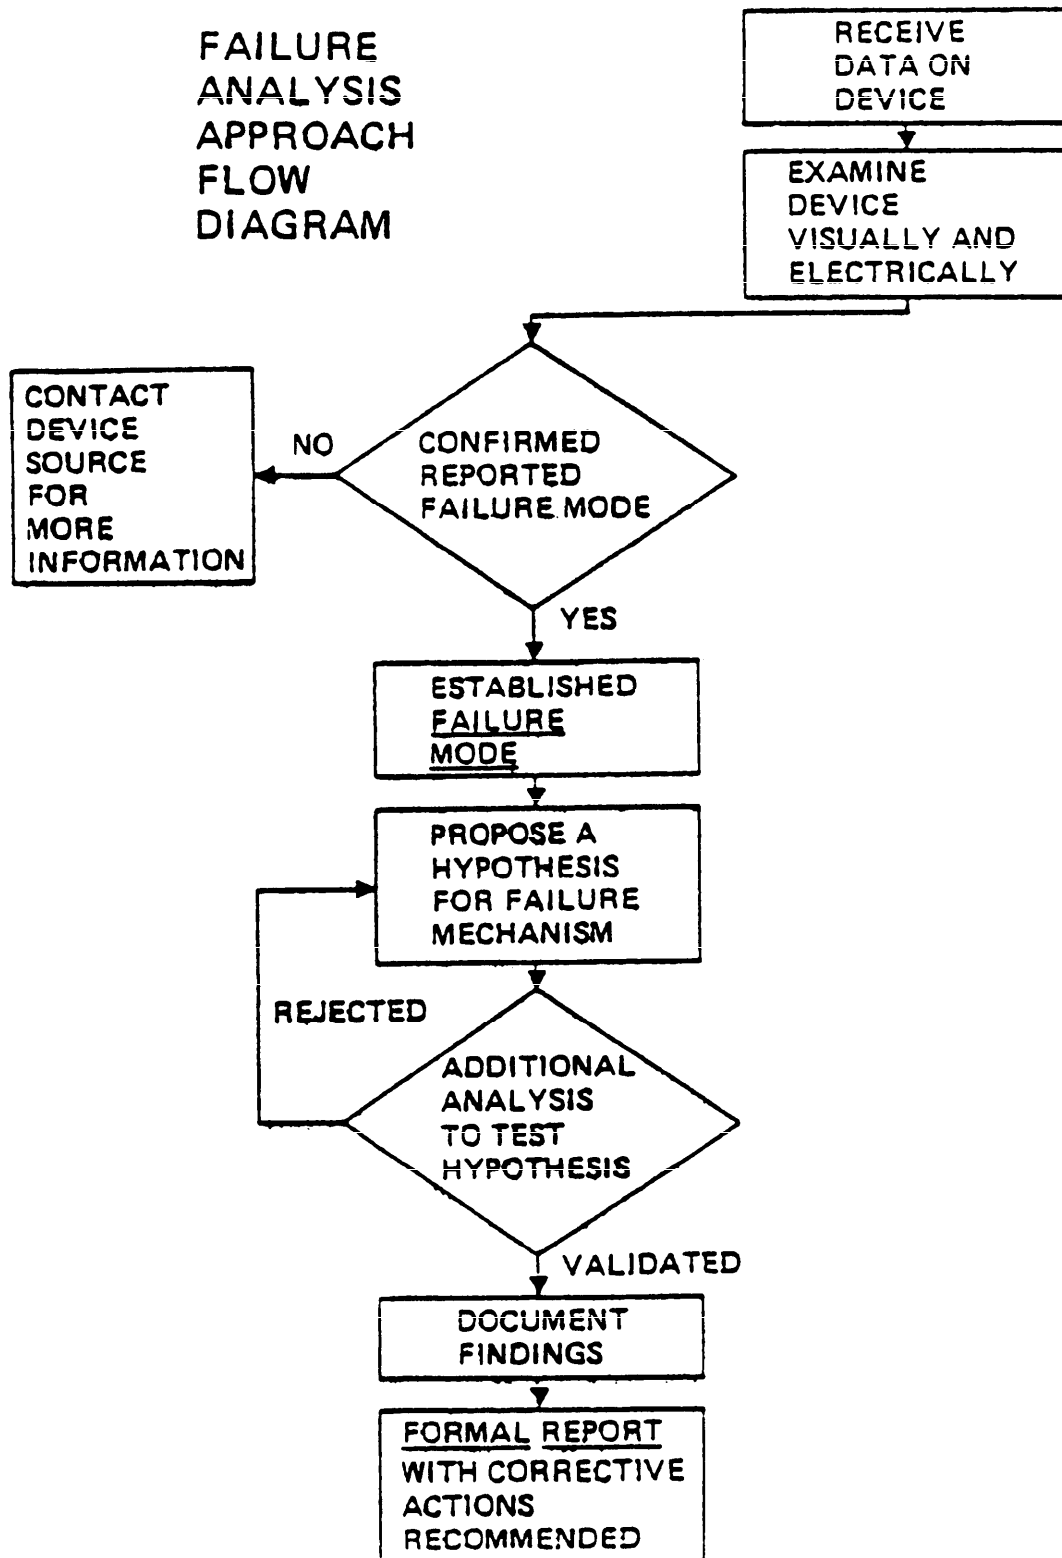 FAILURE
ANALYSIS
APPROACH
FLOW
DIAGRAM
RECEIVE
DATA ON
DEVICE
EXAMINE
DEVICE
VISUALLY AND
ELECTRICALLY
CONTACT
DEVICE
SOURCE
FOR
MORE
INFORMATION
NO
CONFIRMED
REPORTED
FAILURE MODE
YES
ESTABLISHED
FAILURE
MODE
PROPOSE A
HYPOTHESIS
FOR FAILURE
MECHANISM
REJECTED
ADDITIONAL
ANALYSIS
TO TEST
HYPOTHESIS
VALIDATED
DOCUMENT
FINDINGS
FORMAL REPORT
WITH CORRECTIVE
ACTIONS
RECOMMENDED